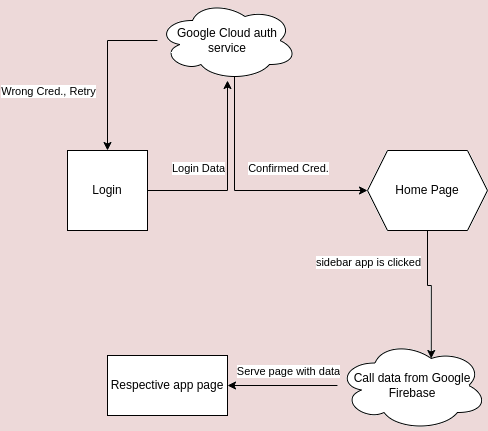 Google Cloud auth
service
Wrong Cred., Retry
Login Data
Confirmed Cred.
Login
Home Page
sidebar app is clicked
Serve page with data
Call data from Google
Firebase
Respective app page